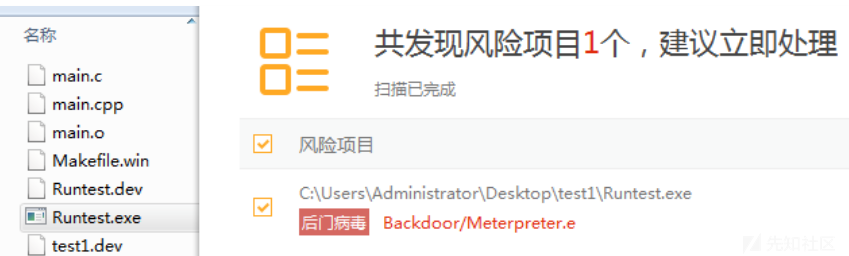 名称
main.c
main.cpp
main.o
Makefile.win
Runtest.dev
Runtest.exe
test1.dev
共发现风险项目1个，建议立即处理
扫描已完成
风险项目
C:\Users\Administrator\Desktop\test1\Runtest.exe
后门病毒 Backdoor/Meterpreter.e
先知社区